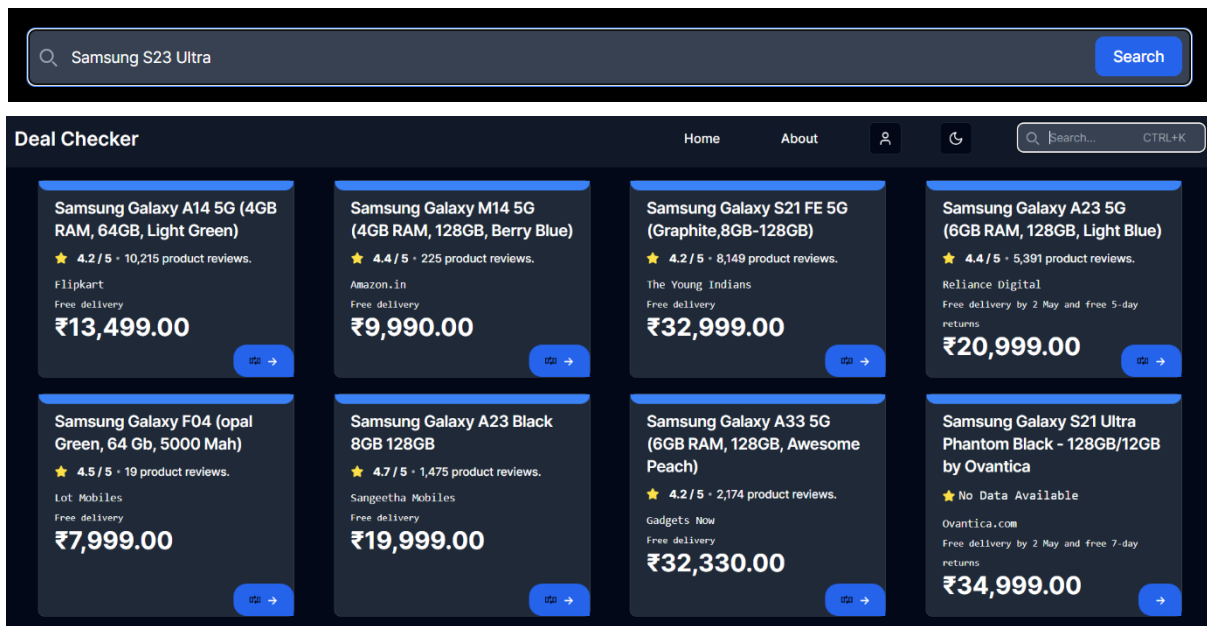 Samsung S23 Ultra
Search
Deal Checker
Home
About
Search...
CTRL+K
Samsung Galaxy A14 5G (4GB
RAM, 64GB, Light Green)
4.2 / 5 • 10,215 product reviews.
Flipkart
Free delivery
₹13,499.00
Samsung Galaxy M14 5G
(4GB RAM, 128GB, Berry Blue)
4.4 / 5 • 225 product reviews.
Amazon.in
Free delivery
₹9,990.00
Samsung Galaxy S21 FE 5G
(Graphite,8GB-128GB)
4.2 / 5 • 8,149 product reviews.
The Young Indians
Free delivery
₹32,999.00
Samsung Galaxy A23 5G
(6GB RAM, 128GB, Light Blue)
4.4 / 5 • 5,391 product reviews.
Reliance Digital
Free delivery by 2 May and free 5-day
returns
₹20,999.00
Samsung Galaxy F04 (opal
Green, 64 Gb, 5000 Mah)
4.5 / 5 • 19 product reviews.
Lot Mobiles
Free delivery
₹7,999.00
Samsung Galaxy A23 Black
8GB 128GB
4.7 / 5 • 1,475 product reviews.
Sangeetha Mobiles
Free delivery
₹19,999.00
Samsung Galaxy A33 5G
(6GB RAM, 128GB, Awesome
Peach)
4.2 / 5 • 2,174 product reviews.
Gadgets Now
Free delivery
₹32,330.00
Samsung Galaxy S21 Ultra
Phantom Black - 128GB/12GB
by Ovantica
No Data Available
Ovantica.com
Free delivery by 2 May and free 7-day
returns
₹34,999.00